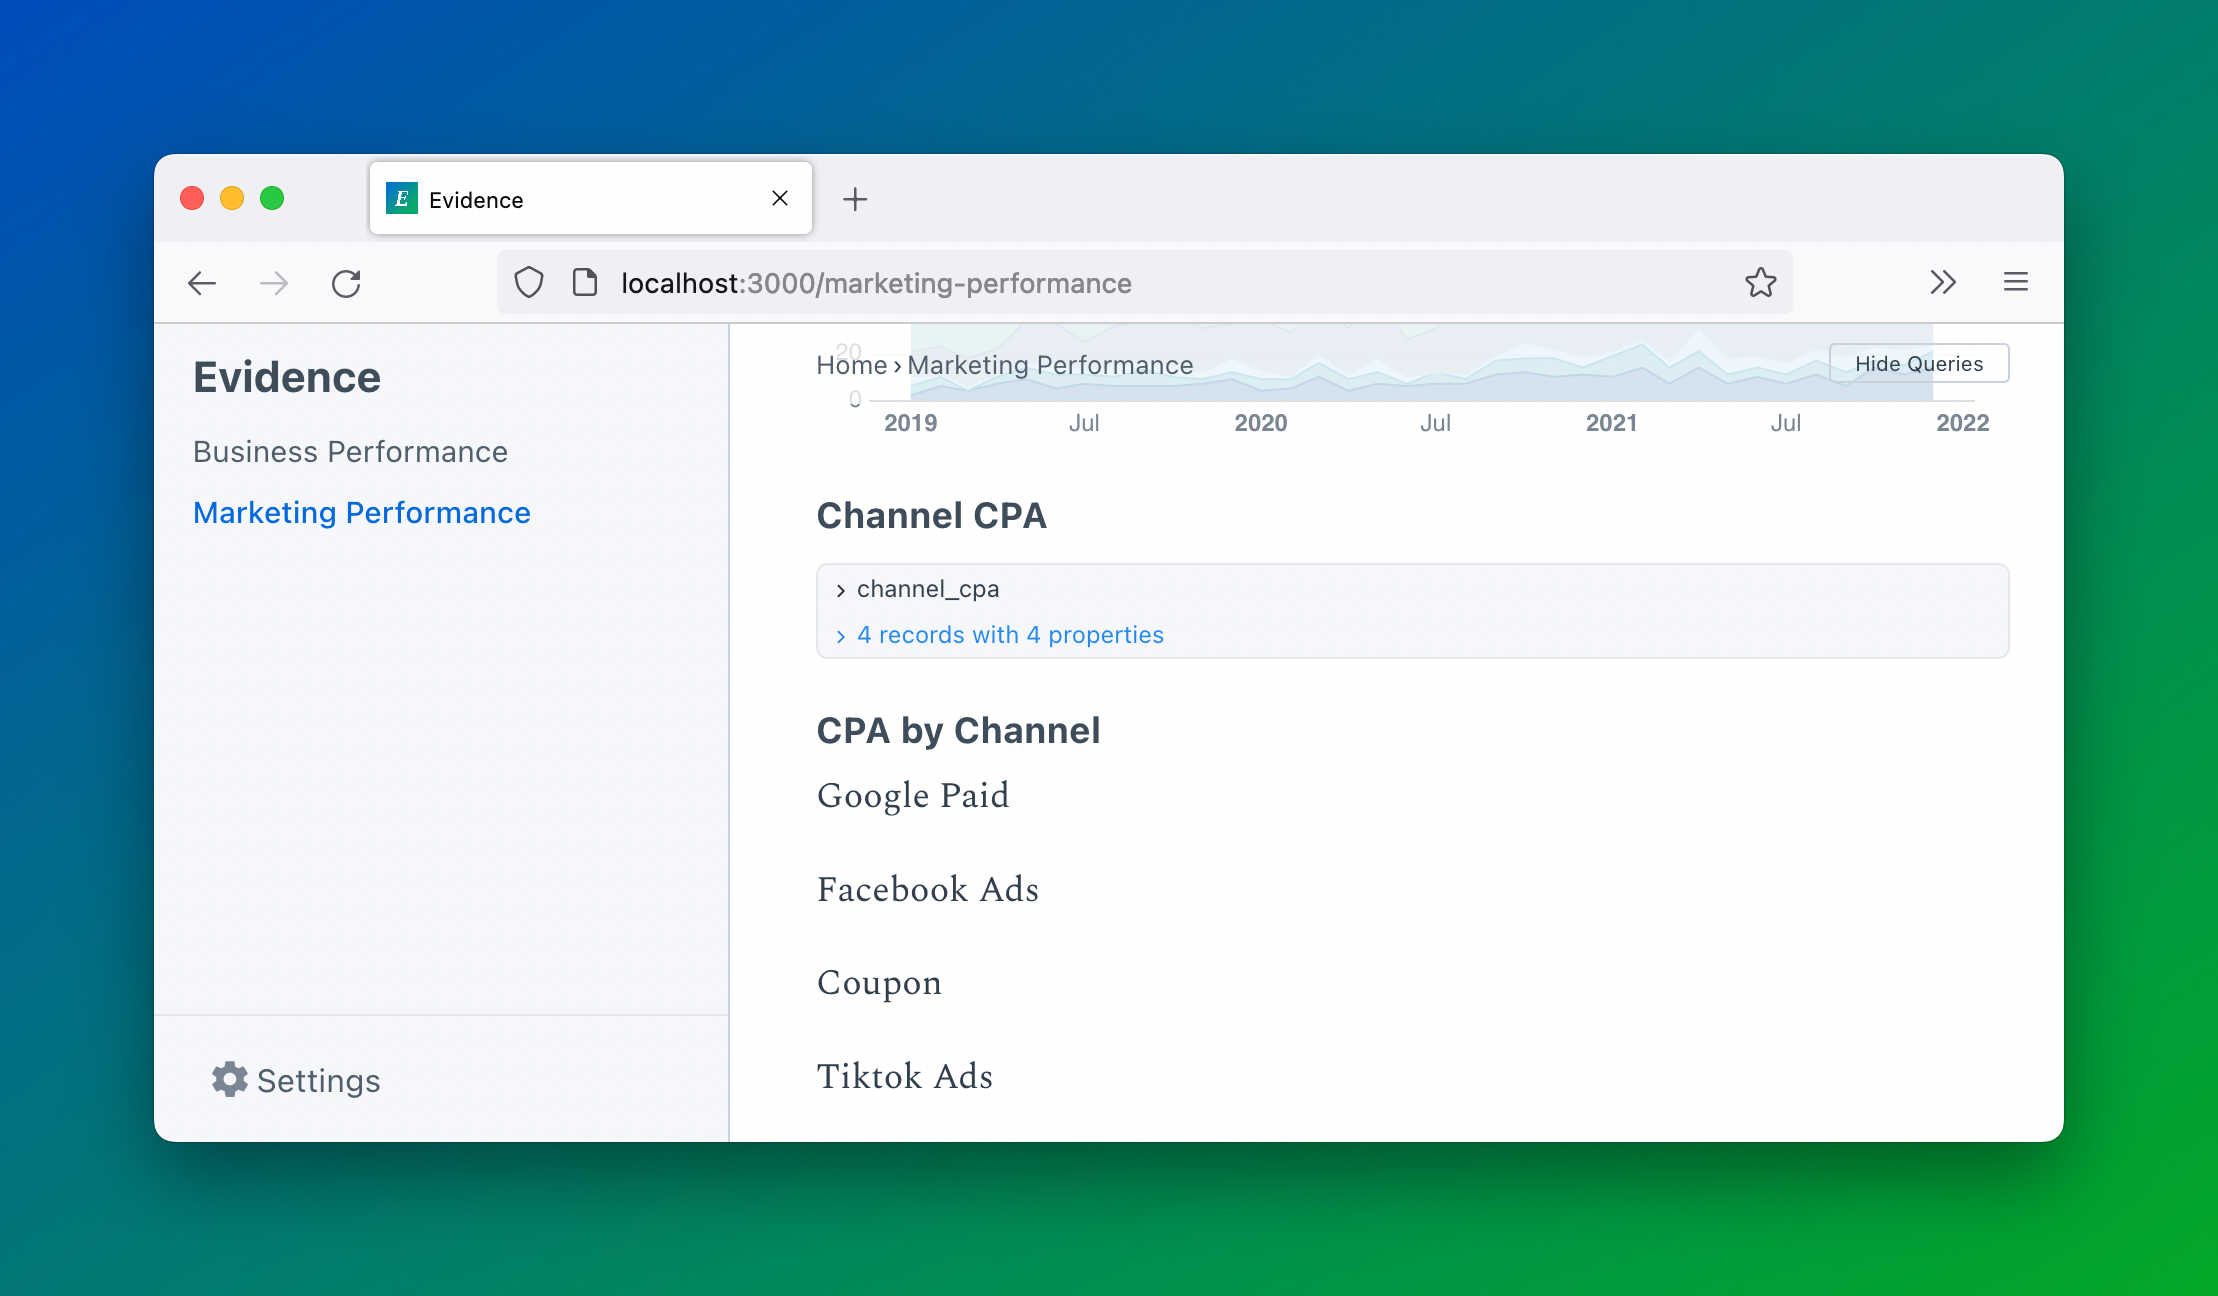 E Evidence
localhost:3000/marketing-performance
Evidence
Business Performance
Marketing Performance
Settings
20
Home › Marketing Performance
Hide Queries
0
2019 Jul 2020 Jul 2021 Jul 2022
Channel CPA
channel_cpa
4 records with 4 properties
CPA by Channel
Google Paid
Facebook Ads
Coupon
Tiktok Ads